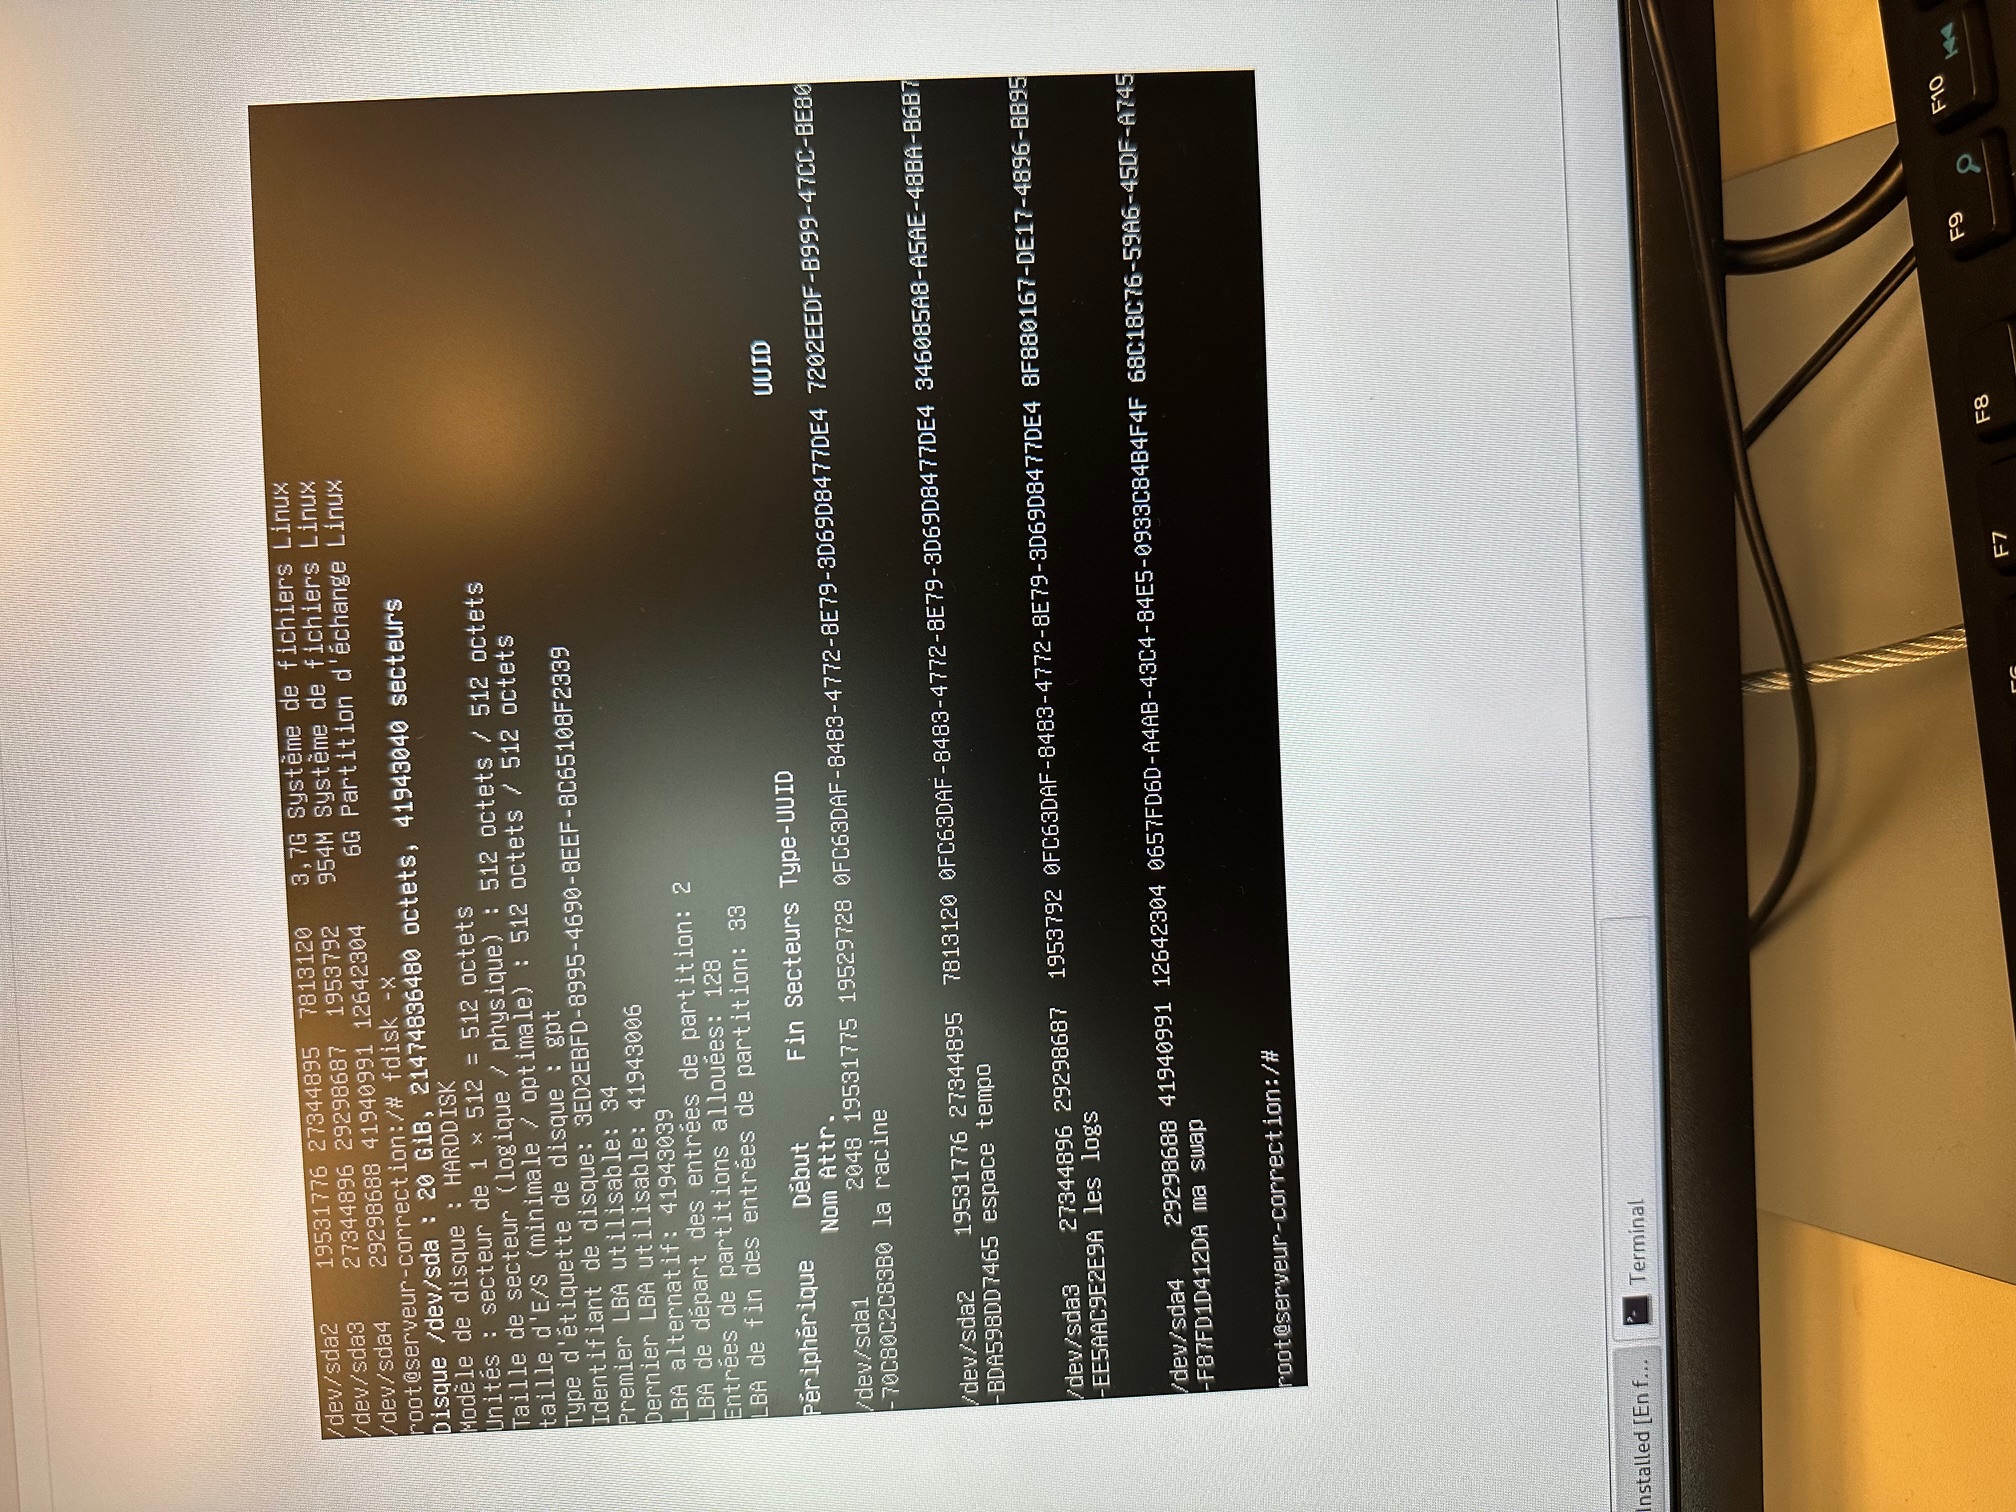 /dev/sda2 19531776 27344895 7813120 3,7G Système de fichiers Linux
/dev/sda3 27344896 29298687 1953792 954M Système de fichiers Linux
/dev/sda4 29298688 41940991 12642304 6G Partition d'échange Linux
root@serveur-correction:/# fdisk -x
Disque /dev/sda : 20 GiB, 21474836480 octets, 41943040 secteurs
Modèle de disque : HARDDISK
Unités : secteur de 1 × 512 = 512 octets
Taille de secteur (logique / physique) : 512 octets / 512 octets
taille d'E/S (minimale / optimale) : 512 octets / 512 octets
Type d'étiquette de disque : gpt
Identifiant de disque: 3ED2EBFD-8995-4690-8EEF-8C65108F2339
Premier LBA utilisable: 34
Dernier LBA utilisable: 41943006
LBA alternatif: 41943039
LBA de départ des entrées de partition: 2
Entrées de partitions allouées: 128
LBA de fin des entrées de partition: 33
Périphérique Début Fin Secteurs Type-UUID UUID
Nom Attr.
/dev/sda1 2048 19531775 19529728 0FC63DAF-8483-4772-8E79-3D69D8477DE4 7202EEDF-B999-47CC-BE80
-70C80C2C83B0 la racine
/dev/sda2 19531776 27344895 7813120 0FC63DAF-8483-4772-8E79-3D69D8477DE4 346085A8-A5AE-48BA-B6B7
-BDA598DD7465 espace tempo
/dev/sda3 27344896 29298687 1953792 0FC63DAF-8483-4772-8E79-3D69D8477DE4 8F880167-DE17-4896-BB95
-EE5AAC9E2E9A les logs
/dev/sda4 29298688 41940991 12642304 0657FD6D-A4AB-43C4-84E5-0933C84B4F4F 68C18C76-59A6-45DF-A745
-F87FD1D412DA ma swap
root@serveur-correction:/#
Installed [En f... Terminal
F6 F7 F8 F9 F10